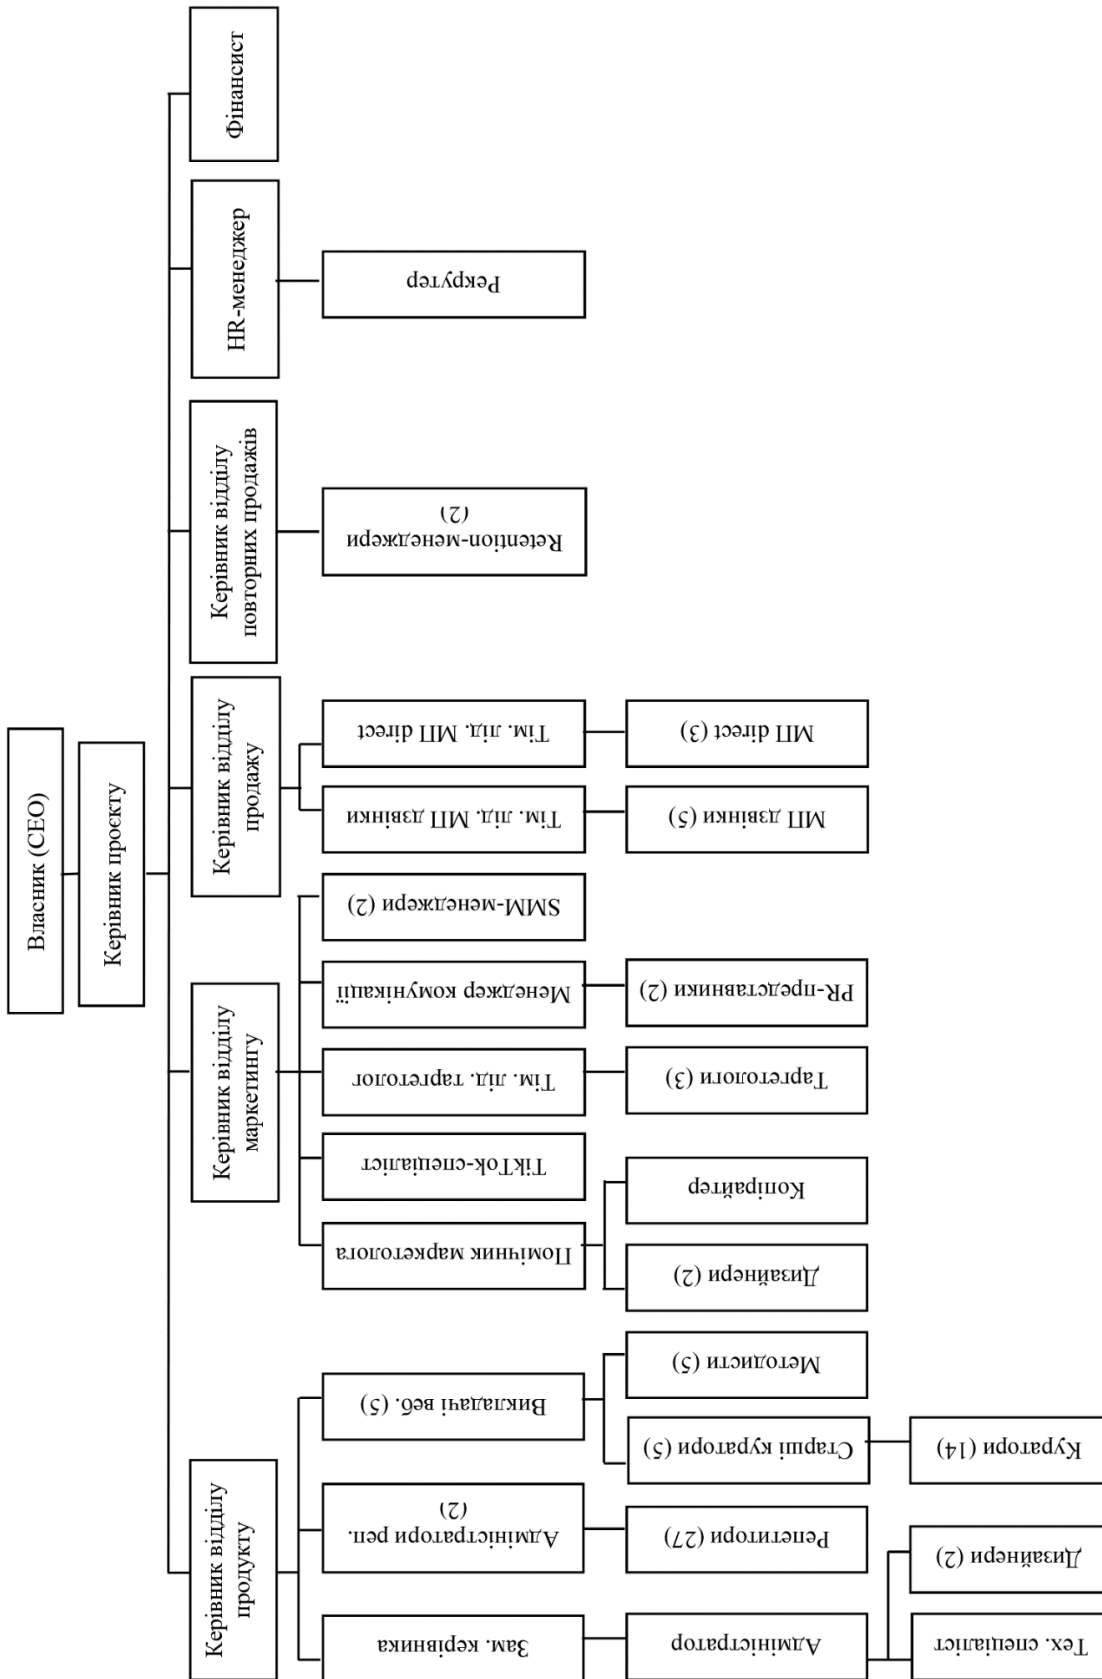 Власник (CEO)
Керівник проєкту
Керівник відділу
продукту
Керівник відділу
маркетингу
Керівник відділу
продажу
Керівник відділу
повторних продажів
HR-менеджер
Фінансист
Зам. керівника
Адміністратори реп.
(2)
Викладачі веб. (5)
Помічник маркетолога
TikTok-спеціаліст
Тім. лід. таргетолог
Менеджер комунікації
SMM-менеджери (2)
Тім. лід. МП дзвінки
Тім. лід. МП direct
Retention-менеджери
(2)
Рекрутер
Адміністратор
Репетитори (27)
Старші куратори (5)
Методисти (5)
Дизайнери (2)
Копірайтер
Таргетологи (3)
PR-представники (2)
МП дзвінки (5)
МП direct (3)
Тех. спеціаліст
Дизайнери (2)
Куратори (14)